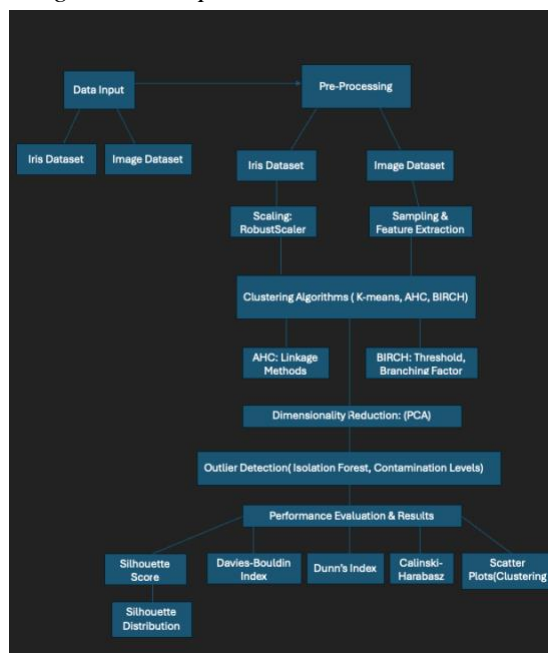 Data Input
Pre-Processing
Iris Dataset
Image Dataset
Iris Dataset
Image Dataset
Scaling:
RobustScaler
Sampling &
Feature Extraction
Clustering Algorithms ( K-means, AHC, BIRCH)
AHC: Linkage
Methods
BIRCH: Threshold,
Branching Factor
Dimensionality Reduction: (PCA)
Outlier Detection( Isolation Forest, Contamination Levels)
Performance Evaluation & Results
Silhouette
Score
Davies-Bouldin
Index
Dunn's Index
Calinski-
Harabasz
Scatter
Plots(Clustering
Silhouette
Distribution